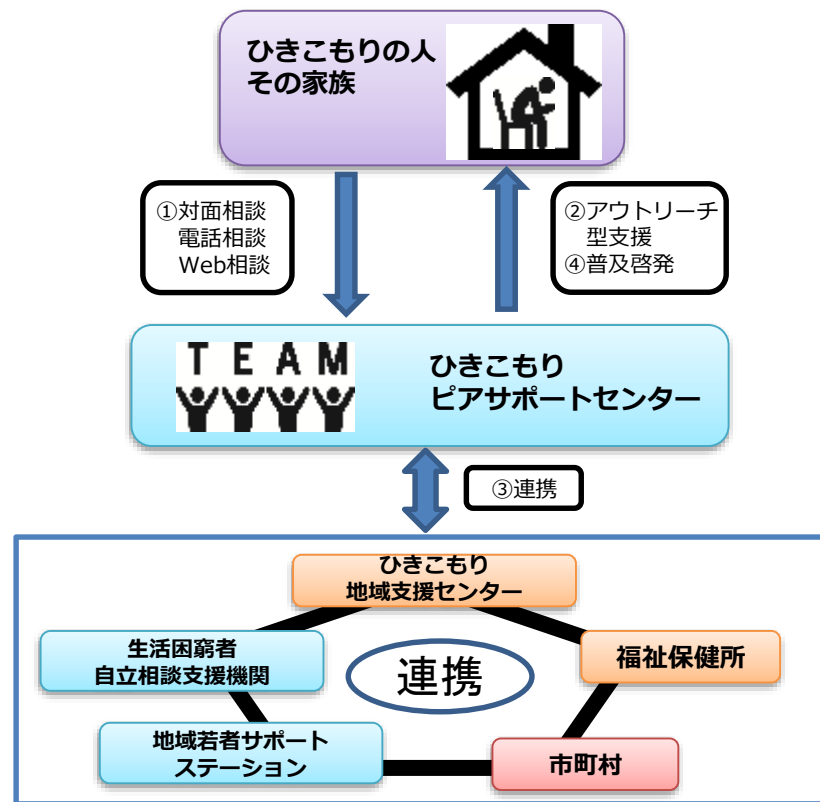 ひきこもりの人
その家族
①対面相談
電話相談
Web相談
②アウトリーチ
型支援
④普及啓発
TEAM
ひきこもり
ピアサポートセンター
③連携
ひきこもり
地域支援センター
生活困窮者
自立相談支援機関
連携
福祉保健所
地域若者サポート
ステーション
市町村